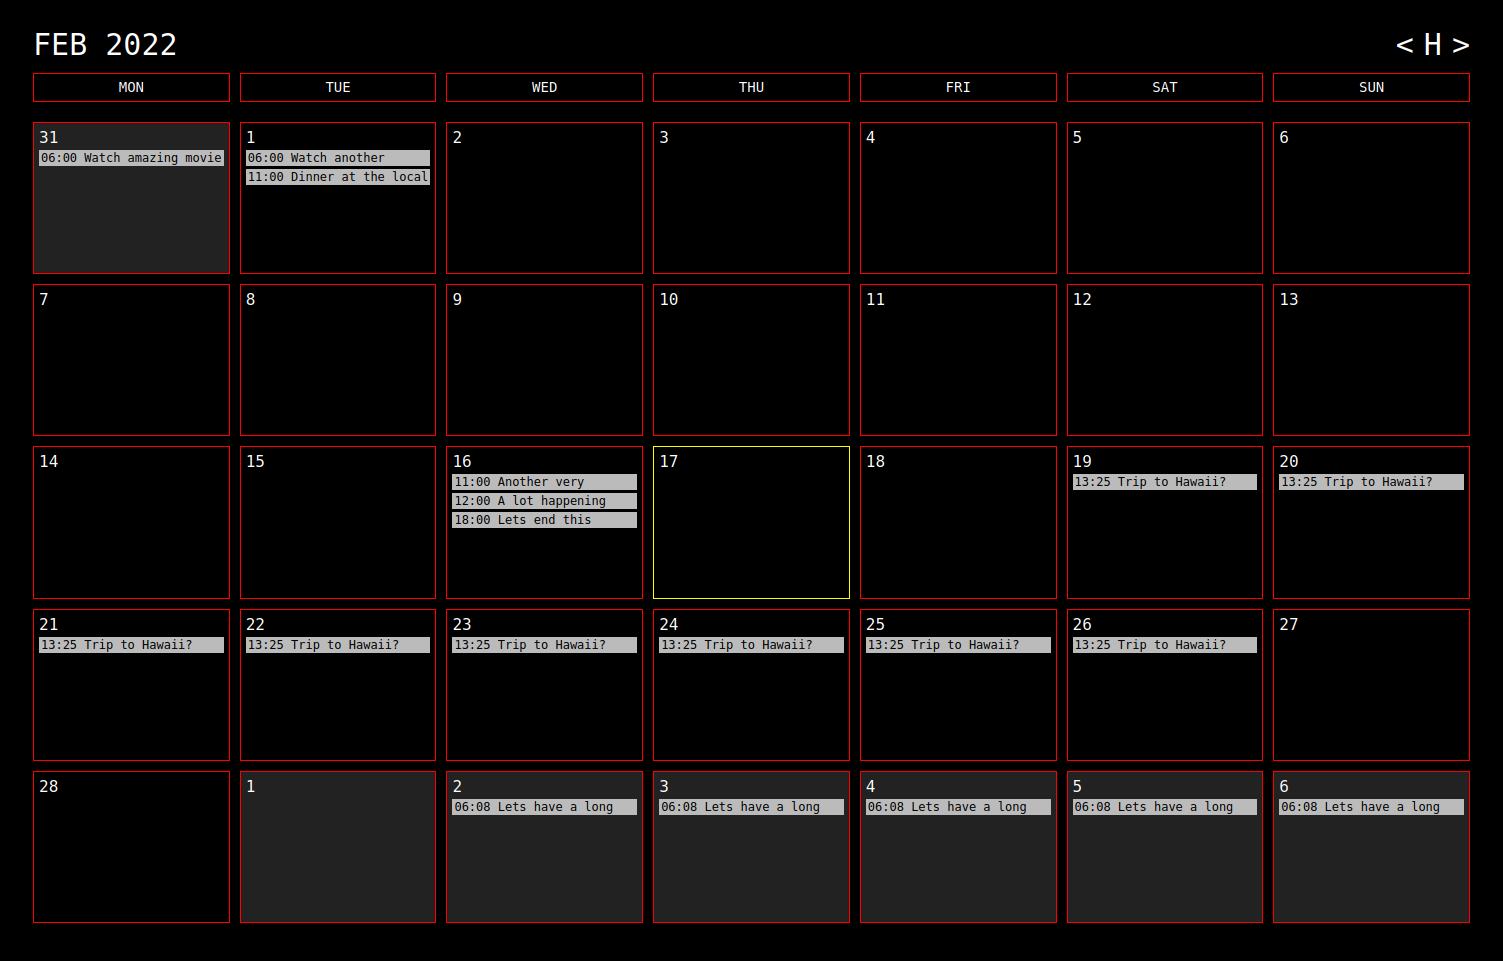 FEB 2022
< H >
MON TUE WED THU FRI SAT SUN
31 1 2 3 4 5 6
06:00 Watch amazing movie 06:00 Watch another
11:00 Dinner at the local
7 8 9 10 11 12 13
14 15 16 17 18 19 20
11:00 Another very 13:25 Trip to Hawaii? 13:25 Trip to Hawaii?
12:00 A lot happening
18:00 Lets end this
21 22 23 24 25 26 27
13:25 Trip to Hawaii? 13:25 Trip to Hawaii? 13:25 Trip to Hawaii? 13:25 Trip to Hawaii? 13:25 Trip to Hawaii? 13:25 Trip to Hawaii?
28 1 2 3 4 5 6
06:08 Lets have a long 06:08 Lets have a long 06:08 Lets have a long 06:08 Lets have a long 06:08 Lets have a long